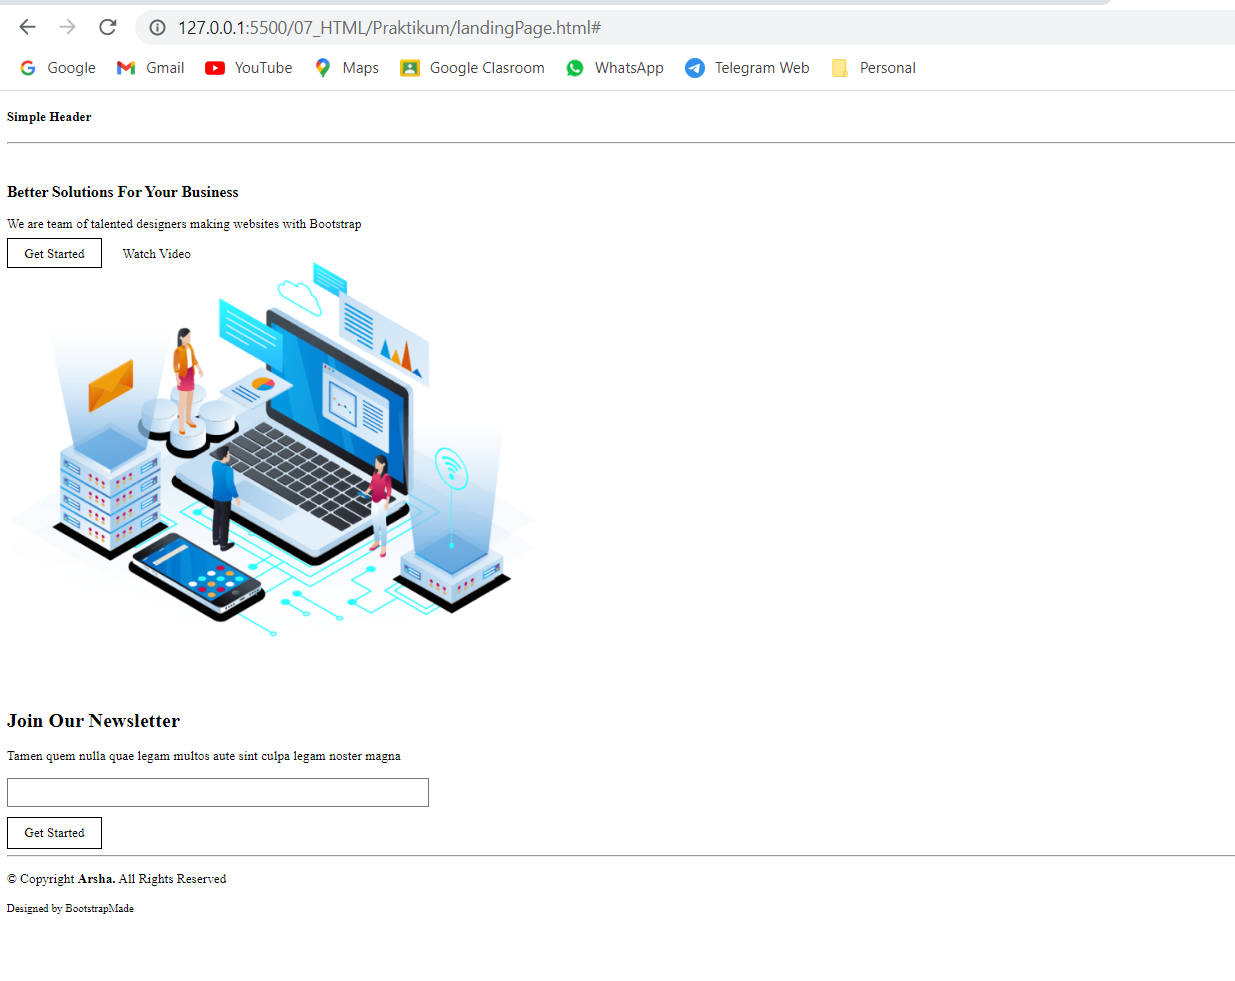 127.0.0.1:5500/07_HTML/Praktikum/landingPage.html#
Google Gmail YouTube Maps Google Clasroom WhatsApp Telegram Web Personal
Simple Header
Better Solutions For Your Business
We are team of talented designers making websites with Bootstrap
Get Started Watch Video
Join Our Newsletter
Tamen quem nulla quae legam multos aute sint culpa legam noster magna
Get Started
© Copyright Arsha. All Rights Reserved
Designed by BootstrapMade